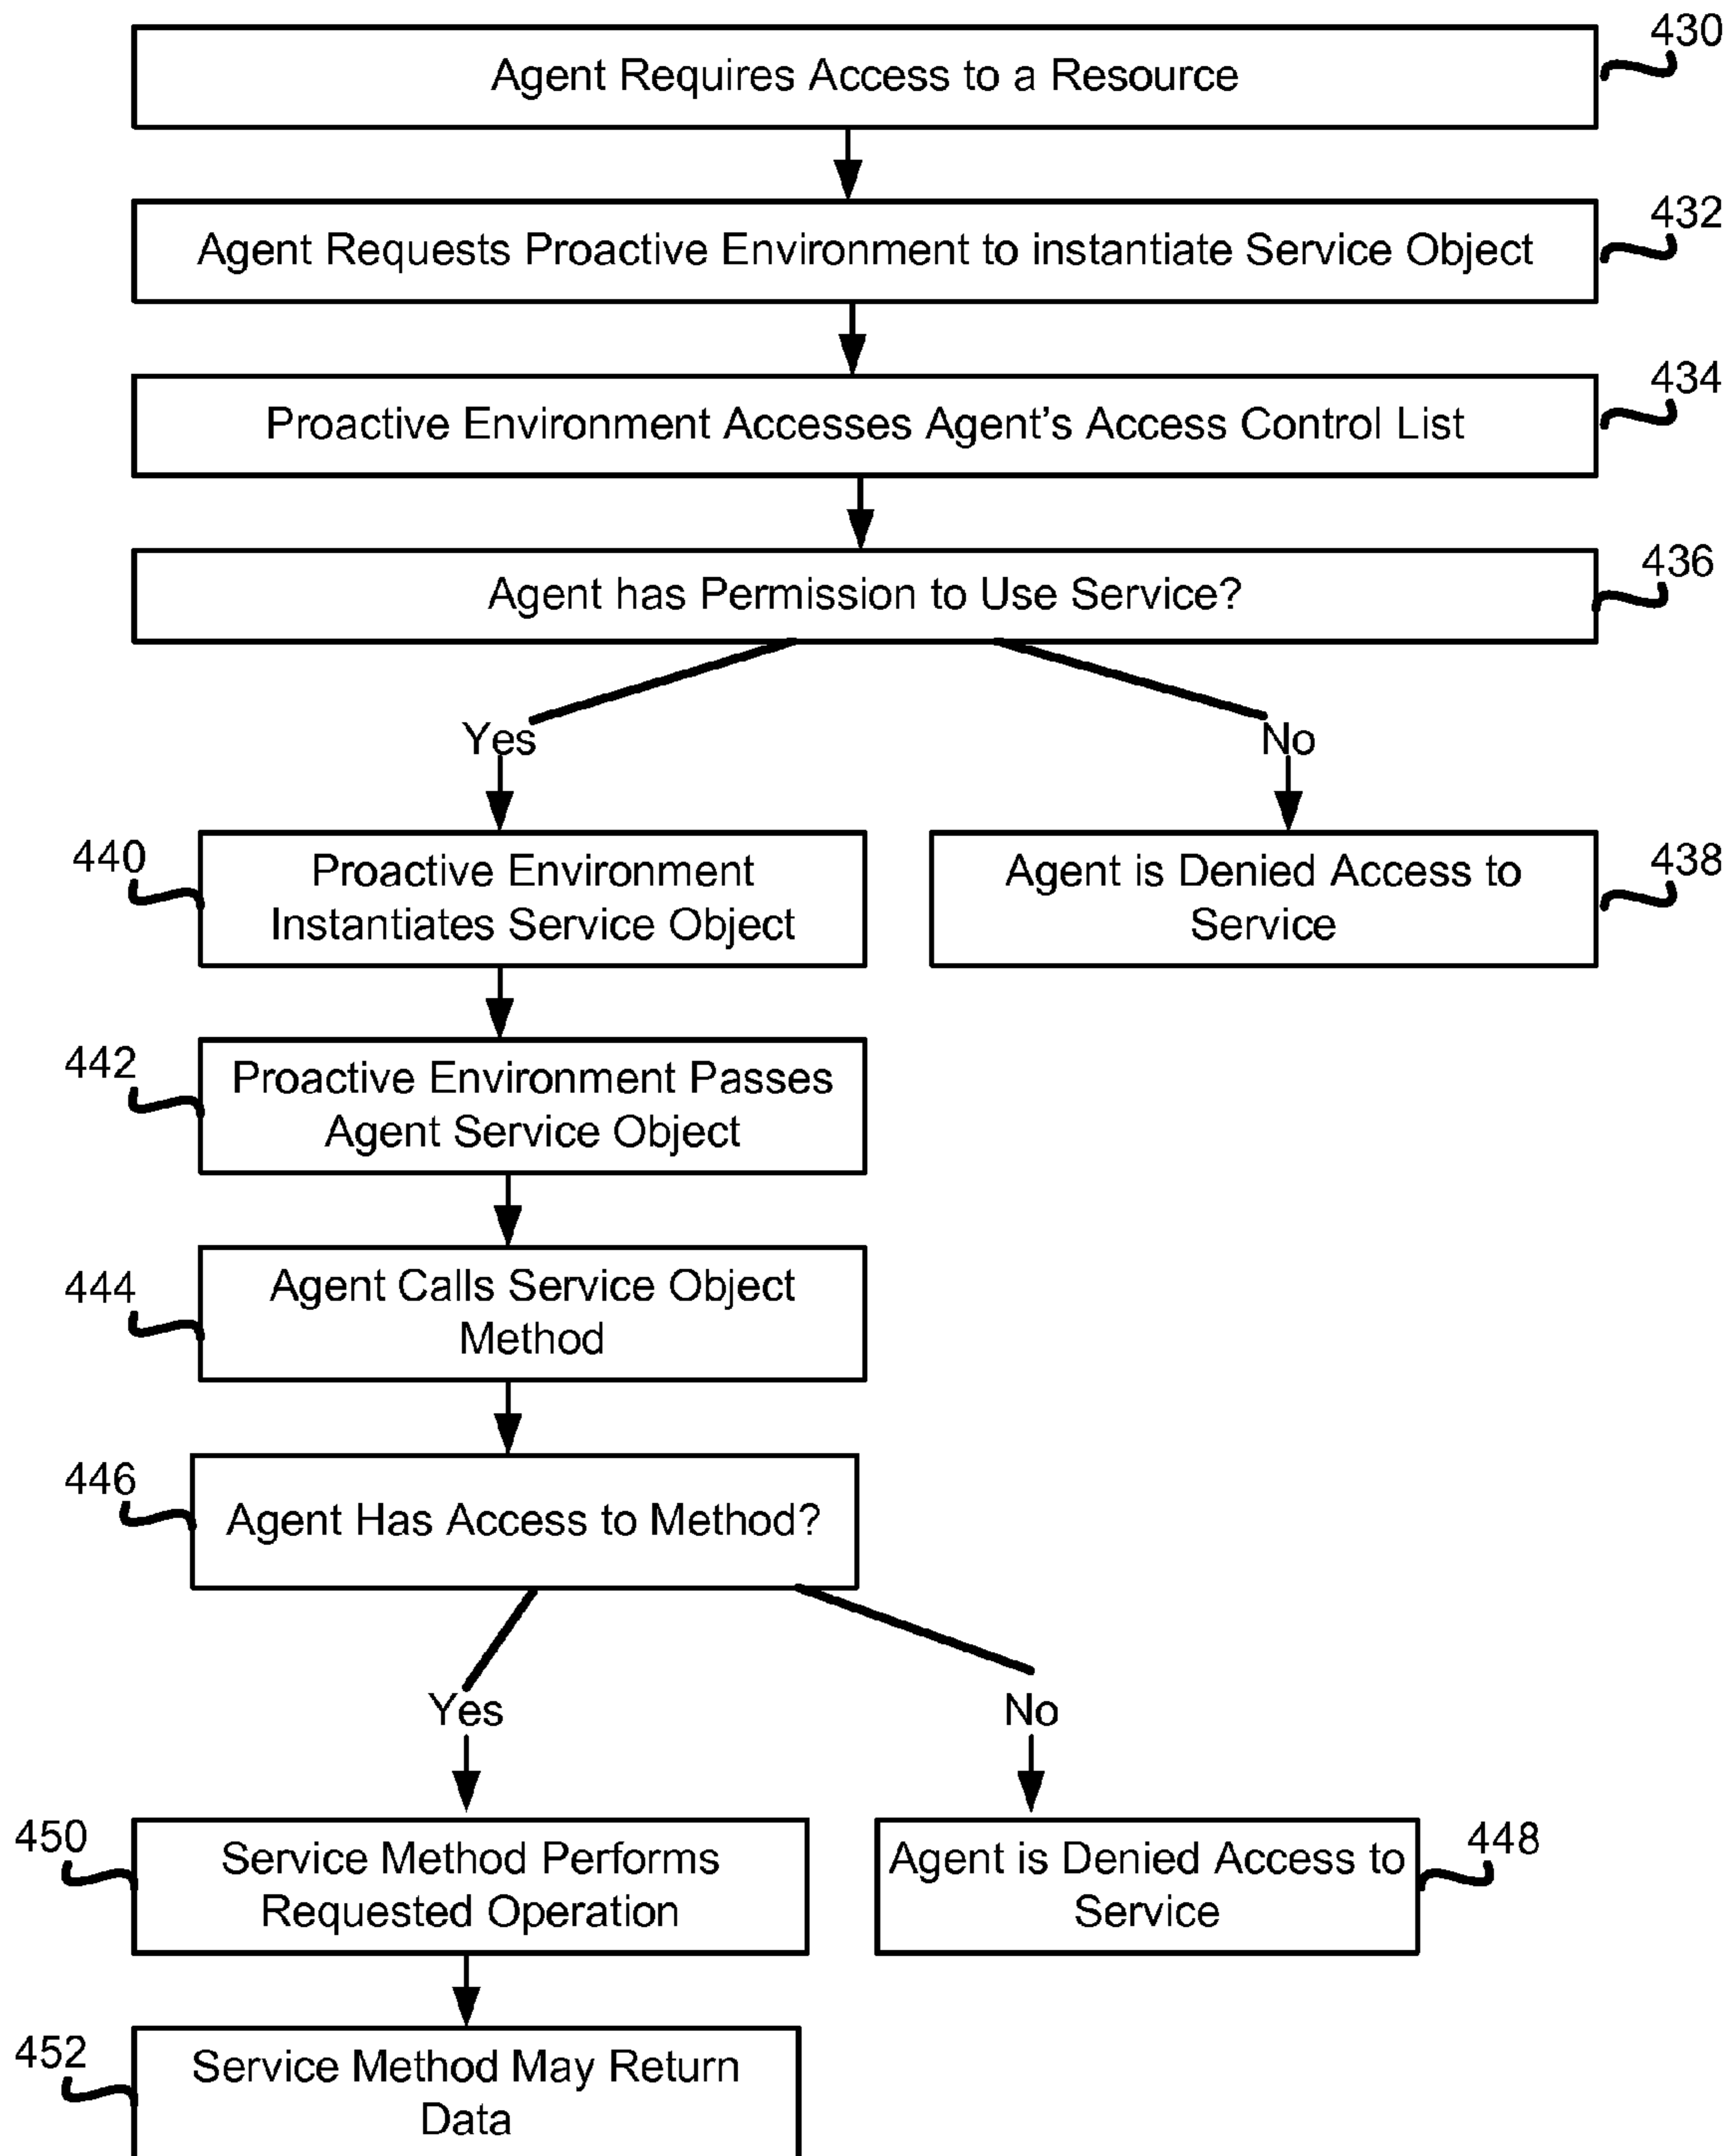 430
Agent Requires Access to a Resource
432
Agent Requests Proactive Environment to instantiate Service Object
434
Proactive Environment Accesses Agent's Access Control List
436
Agent has Permission to Use Service?
Yes
No
440
Proactive Environment
Instantiates Service Object
Agent is Denied Access to
Service
438
442
Proactive Environment Passes
Agent Service Object
444
Agent Calls Service Object
Method
446
Agent Has Access to Method?
Yes
No
450
Service Method Performs
Requested Operation
Agent is Denied Access to
Service
448
452
Service Method May Return
Data